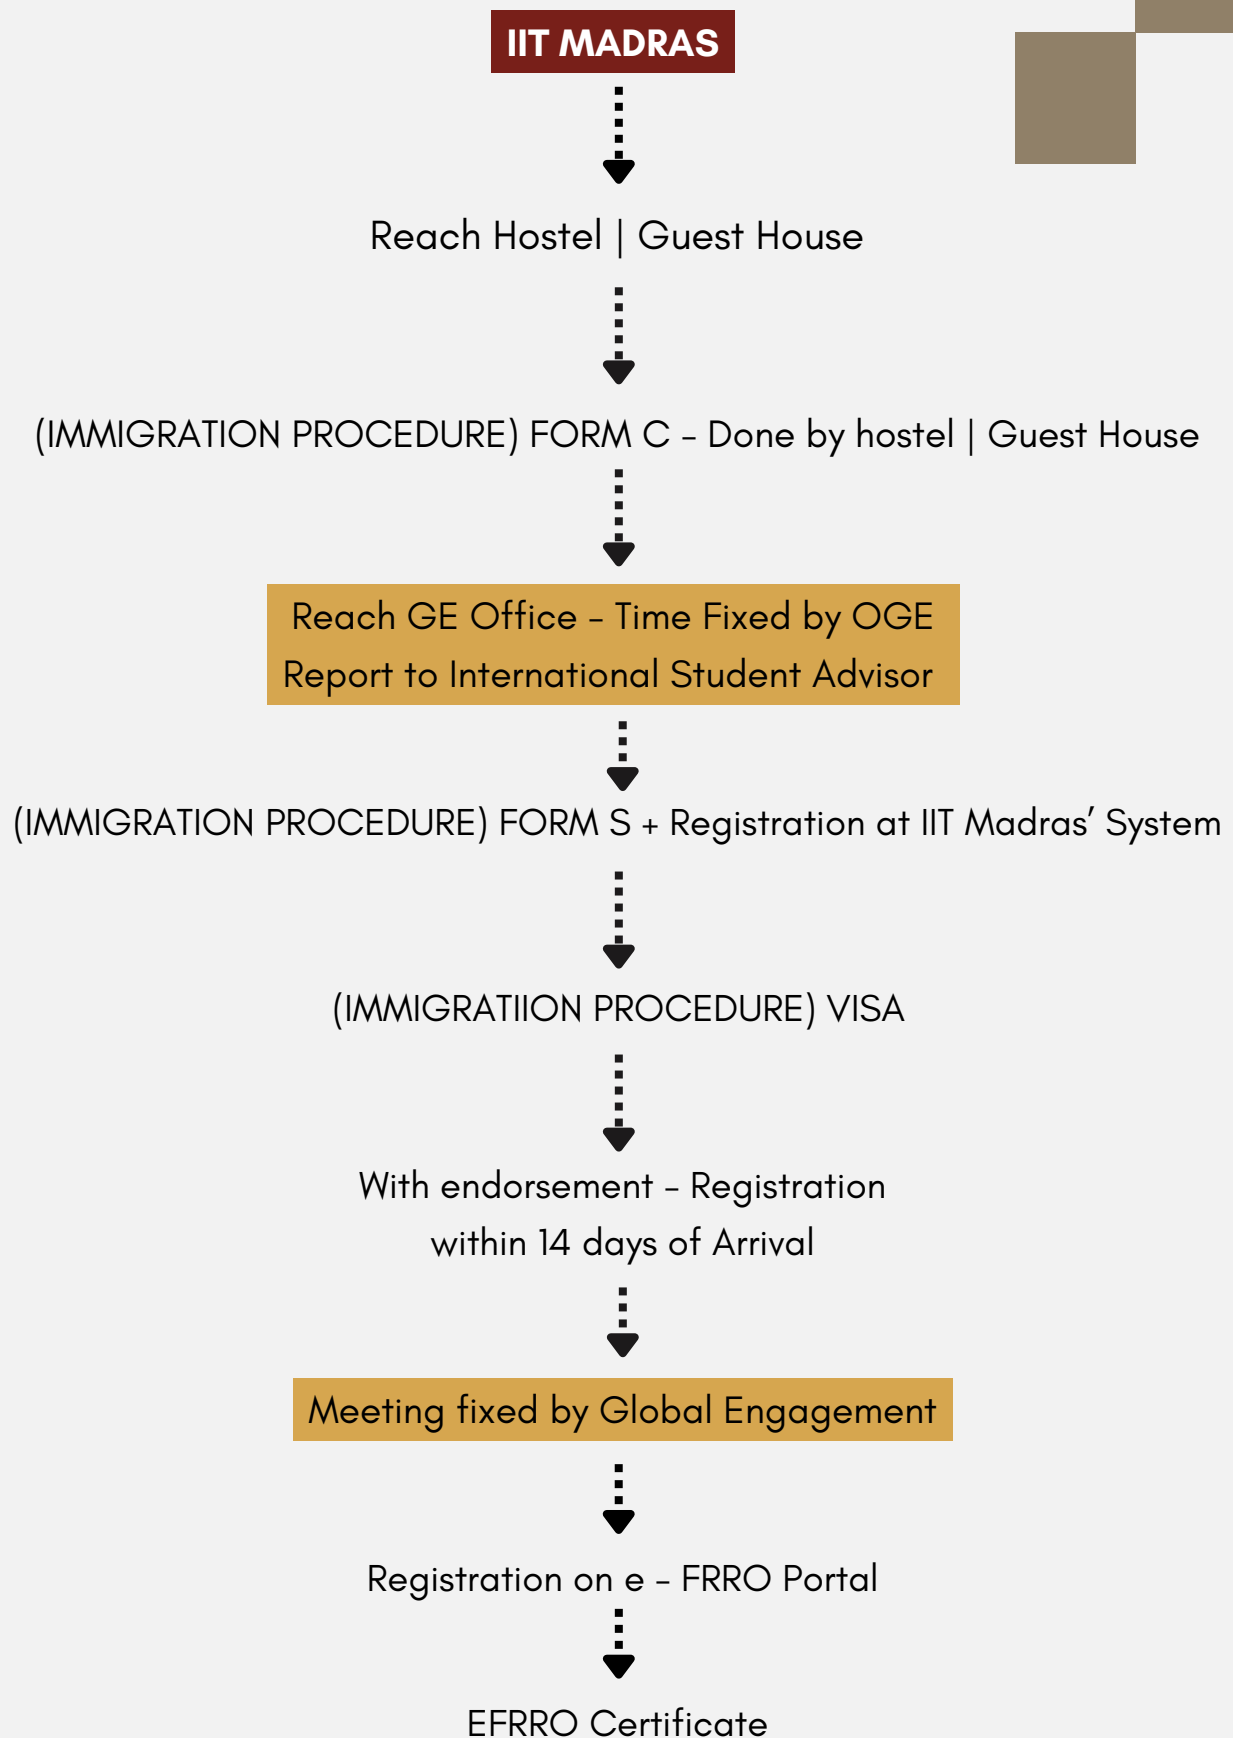 IIT MADRAS
Reach Hostel | Guest House
(IMMIGRATION PROCEDURE) FORM C - Done by hostel | Guest House
Reach GE Office - Time Fixed by OGE
Report to International Student Advisor
(IMMIGRATION PROCEDURE) FORM S + Registration at IIT Madras’ System
(IMMIGRATIION PROCEDURE) VISA
With endorsement - Registration
within 14 days of Arrival
Meeting fixed by Global Engagement
Registration on e - FRRO Portal
EFRRO Certificate